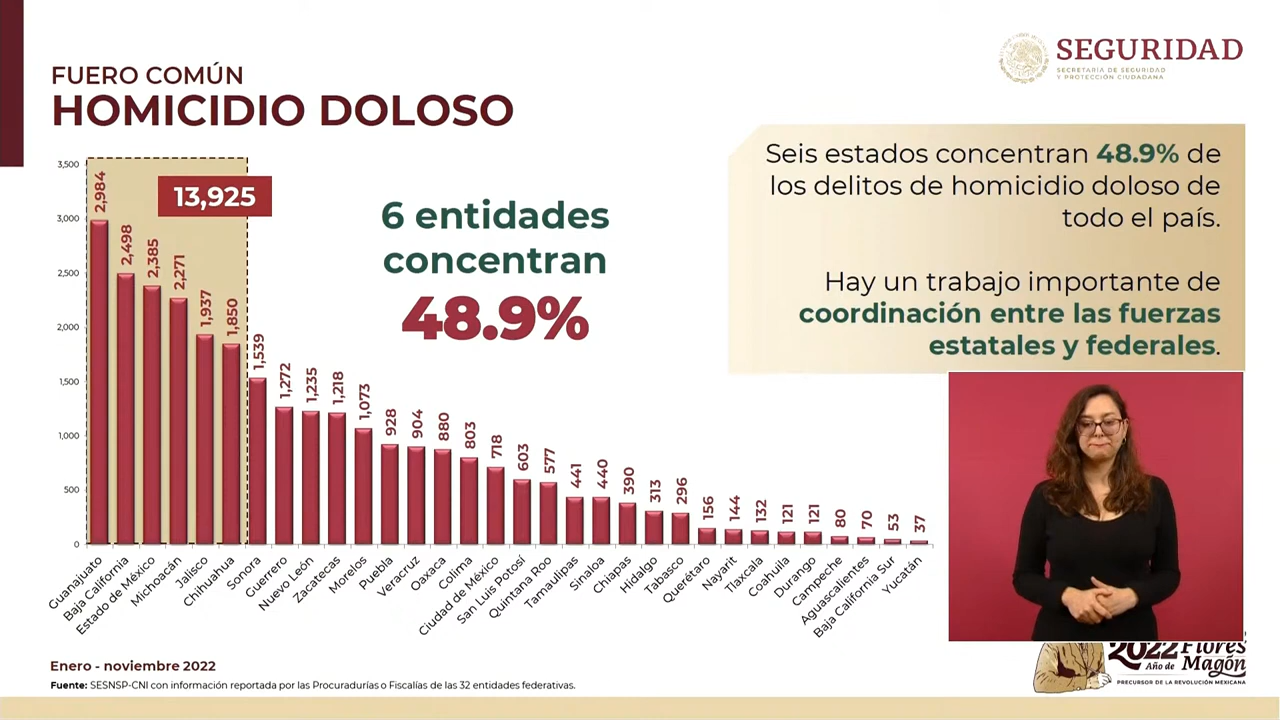 FUERO COMÚN
HOMICIDIO DOLOSO
SEGURIDAD
SECRETARÍA DE SEGURIDAD
Y PROTECCIÓN CIUDADANA
Seis estados concentran 48.9% de
los delitos de homicidio doloso de
todo el país.
Hay un trabajo importante de
coordinación entre las fuerzas
estatales y federales.
6 entidades
concentran
48.9%
13,925
3,500
3,000
2,500
2,000
1,500
1,000
500
0
2,984
2,498
2,385
2,271
1,937
1,850
1,539
1,272
1,235
1,218
1,073
928
904
880
803
718
603
577
441
440
390
313
296
156
144
132
121
121
80
70
53
37
Guanajuato
Baja California
Estado de México
Michoacán
Jalisco
Chihuahua
Sonora
Guerrero
Nuevo León
Zacatecas
Morelos
Puebla
Veracruz
Oaxaca
Colima
Ciudad de México
San Luis Potosí
Quintana Roo
Tamaulipas
Sinaloa
Chiapas
Hidalgo
Tabasco
Querétaro
Nayarit
Tlaxcala
Coahuila
Durango
Campeche
Aguascalientes
Baja California Sur
Yucatán
Enero - noviembre 2022
Fuente: SESNSP-CNI con información reportada por las Procuradurías o Fiscalías de las 32 entidades federativas.
2022 Flores
Año de Magón
PRECURSOR DE LA REVOLUCIÓN MEXICANA